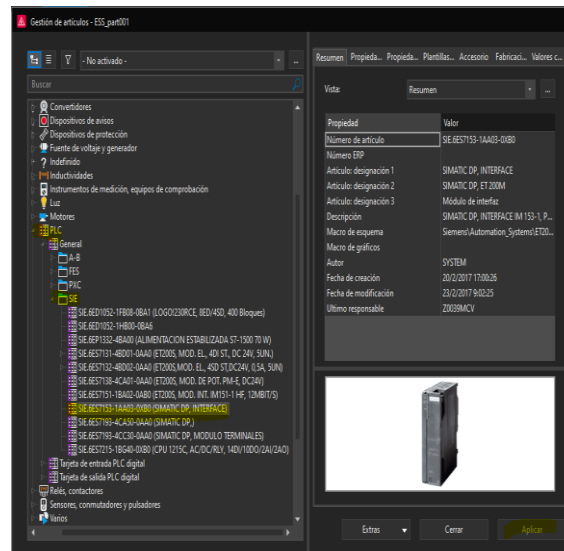 Gestión de artículos - ESS_part001
- No activado -
Buscar
Convertidores
Dispositivos de avisos
Dispositivos de protección
Fuente de voltaje y generador
Indefinido
Inductividades
Instrumentos de medición, equipos de comprobación
Luz
Motores
PLC
General
A-B
FES
PXC
SIE
SIE.6ED1052-1FB08-0BA1 (LOGO!230RCE, 8ED/4SD, 400 Bloques)
SIE.6ED1052-1HB00-0BA6
SIE.6EP1332-4BA00 (ALIMENTACION ESTABILIZADA S7-1500 70 W)
SIE.6ES7131-4BD01-0AA0 (ET200S, MOD. EL., 4DI ST, DC 24V, 5UN.)
SIE.6ES7132-4BD02-0AA0 (ET200S,MOD. EL., 4SD ST,DC24V, 0,5A, 5UN)
SIE.6ES7138-4CA01-0AA0 (ET200S, MOD. DE POT. PM-E, DC24V)
SIE.6ES7151-1BA02-0AB0 (ET200S, MOD. INT. IM151-1 HF, 12MBIT/S)
SIE.6ES7153-1AA03-0XB0 (SIMATIC DP, INTERFACE)
SIE.6ES7193-4CA50-0AA0 (SIMATIC DP,)
SIE.6ES7193-4CC30-0AA0 (SIMATIC DP, MODULO TERMINALES)
SIE.6ES7215-1BG40-0XB0 (CPU 1215C, AC/DC/RLY, 14DI/10DO/2AI/2AO)
Tarjeta de entrada PLC digital
Tarjeta de salida PLC digital
Relés, contactores
Sensores, conmutadores y pulsadores
Varios
Resumen Propieda... Propieda... Plantillas... Accesorio Fabricaci... Valores c...
Vista: Resumen ...
Propiedad Valor
Número de artículo SIE.6ES7153-1AA03-0XB0
Número ERP
Artículo: designación 1 SIMATIC DP, INTERFACE
Artículo: designación 2 SIMATIC DP, ET 200M
Artículo: designación 3 Módulo de interfaz
Descripción SIMATIC DP, INTERFACE IM 153-1, P...
Macro de esquema Siemens\Automation_Systems\ET20...
Macro de gráficos
Autor SYSTEM
Fecha de creación 20/2/2017 17:00:26
Fecha de modificación 23/2/2017 9:02:25
Ultimo responsable Z0039MCV
Extras Cerrar Aplicar